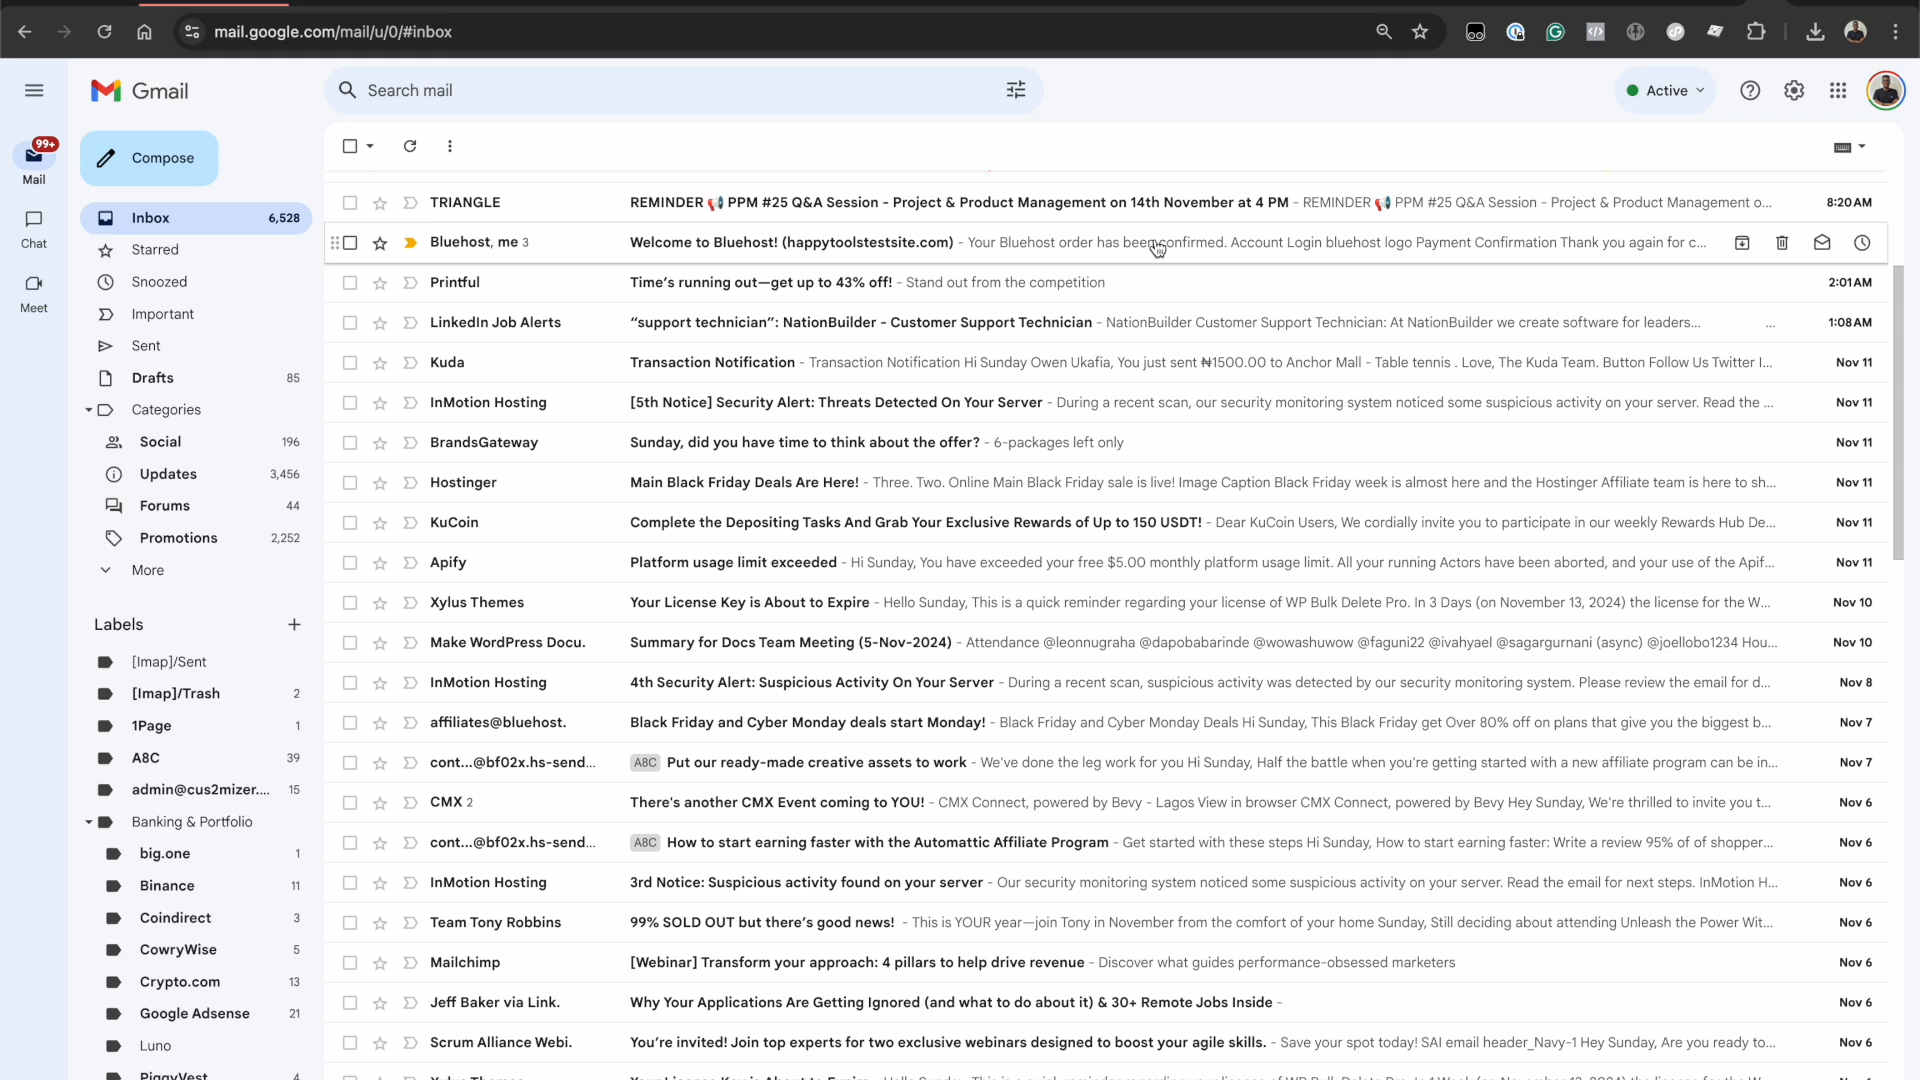 mail.google.com/mail/u/0/#inbox
Gmail
Search mail
Active
99+
Mail
Chat
Meet
Compose
Inbox 6,528
Starred
Snoozed
Important
Sent
Drafts 85
Categories
Social 196
Updates 3,456
Forums 44
Promotions 2,252
More
Labels
[Imap]/Sent
[Imap]/Trash 2
1Page 1
A8C 39
admin@cus2mizer.... 15
Banking & Portfolio
big.one 1
Binance 11
Coindirect 3
CowryWise 5
Crypto.com 13
Google Adsense 21
Luno
PiggyVest 4
TRIANGLE REMINDER 📢 PPM #25 Q&A Session - Project & Product Management on 14th November at 4 PM - REMINDER 📢 PPM #25 Q&A Session - Project & Product Management o... 8:20 AM
Bluehost, me 3 Welcome to Bluehost! (happytoolstestsite.com) - Your Bluehost order has been confirmed. Account Login bluehost logo Payment Confirmation Thank you again for c...
Printful Time’s running out—get up to 43% off! - Stand out from the competition 2:01 AM
LinkedIn Job Alerts “support technician”: NationBuilder - Customer Support Technician - NationBuilder Customer Support Technician: At NationBuilder we create software for leaders... ... 1:08 AM
Kuda Transaction Notification - Transaction Notification Hi Sunday Owen Ukafia, You just sent ₦1500.00 to Anchor Mall - Table tennis . Love, The Kuda Team. Button Follow Us Twitter I... Nov 11
InMotion Hosting [5th Notice] Security Alert: Threats Detected On Your Server - During a recent scan, our security monitoring system noticed some suspicious activity on your server. Read the ... Nov 11
BrandsGateway Sunday, did you have time to think about the offer? - 6-packages left only Nov 11
Hostinger Main Black Friday Deals Are Here! - Three. Two. Online Main Black Friday sale is live! Image Caption Black Friday week is almost here and the Hostinger Affiliate team is here to sh... Nov 11
KuCoin Complete the Depositing Tasks And Grab Your Exclusive Rewards of Up to 150 USDT! - Dear KuCoin Users, We cordially invite you to participate in our weekly Rewards Hub De... Nov 11
Apify Platform usage limit exceeded - Hi Sunday, You have exceeded your free $5.00 monthly platform usage limit. All your running Actors have been aborted, and your use of the Apif... Nov 11
Xylus Themes Your License Key is About to Expire - Hello Sunday, This is a quick reminder regarding your license of WP Bulk Delete Pro. In 3 Days (on November 13, 2024) the license for the W... Nov 10
Make WordPress Docu. Summary for Docs Team Meeting (5-Nov-2024) - Attendance @leonnugraha @dapobabarinde @wowashuwow @faguni22 @ivahyael @sagargurnani (async) @joellobo1234 Hou... Nov 10
InMotion Hosting 4th Security Alert: Suspicious Activity On Your Server - During a recent scan, suspicious activity was detected by our security monitoring system. Please review the email for d... Nov 8
affiliates@bluehost. Black Friday and Cyber Monday deals start Monday! - Black Friday and Cyber Monday Deals Hi Sunday, This Black Friday get Over 80% off on plans that give you the biggest b... Nov 7
cont...@bf02x.hs-send... A8C Put our ready-made creative assets to work - We've done the leg work for you Hi Sunday, Half the battle when you're getting started with a new affiliate program can be in... Nov 7
CMX 2 There's another CMX Event coming to YOU! - CMX Connect, powered by Bevy - Lagos View in browser CMX Connect, powered by Bevy Hey Sunday, We're thrilled to invite you t... Nov 6
cont...@bf02x.hs-send... A8C How to start earning faster with the Automattic Affiliate Program - Get started with these steps Hi Sunday, How to start earning faster: Write a review 95% of of shopper... Nov 6
InMotion Hosting 3rd Notice: Suspicious activity found on your server - Our security monitoring system noticed some suspicious activity on your server. Read the email for next steps. InMotion H... Nov 6
Team Tony Robbins 99% SOLD OUT but there’s good news! - This is YOUR year—join Tony in November from the comfort of your home Sunday, Still deciding about attending Unleash the Power Wit... Nov 6
Mailchimp [Webinar] Transform your approach: 4 pillars to help drive revenue - Discover what guides performance-obsessed marketers Nov 6
Jeff Baker via Link. Why Your Applications Are Getting Ignored (and what to do about it) & 30+ Remote Jobs Inside - Nov 6
Scrum Alliance Webi. You’re invited! Join top experts for two exclusive webinars designed to boost your agile skills. - Save your spot today! SAI email header_Navy-1 Hey Sunday, Are you ready to... Nov 6